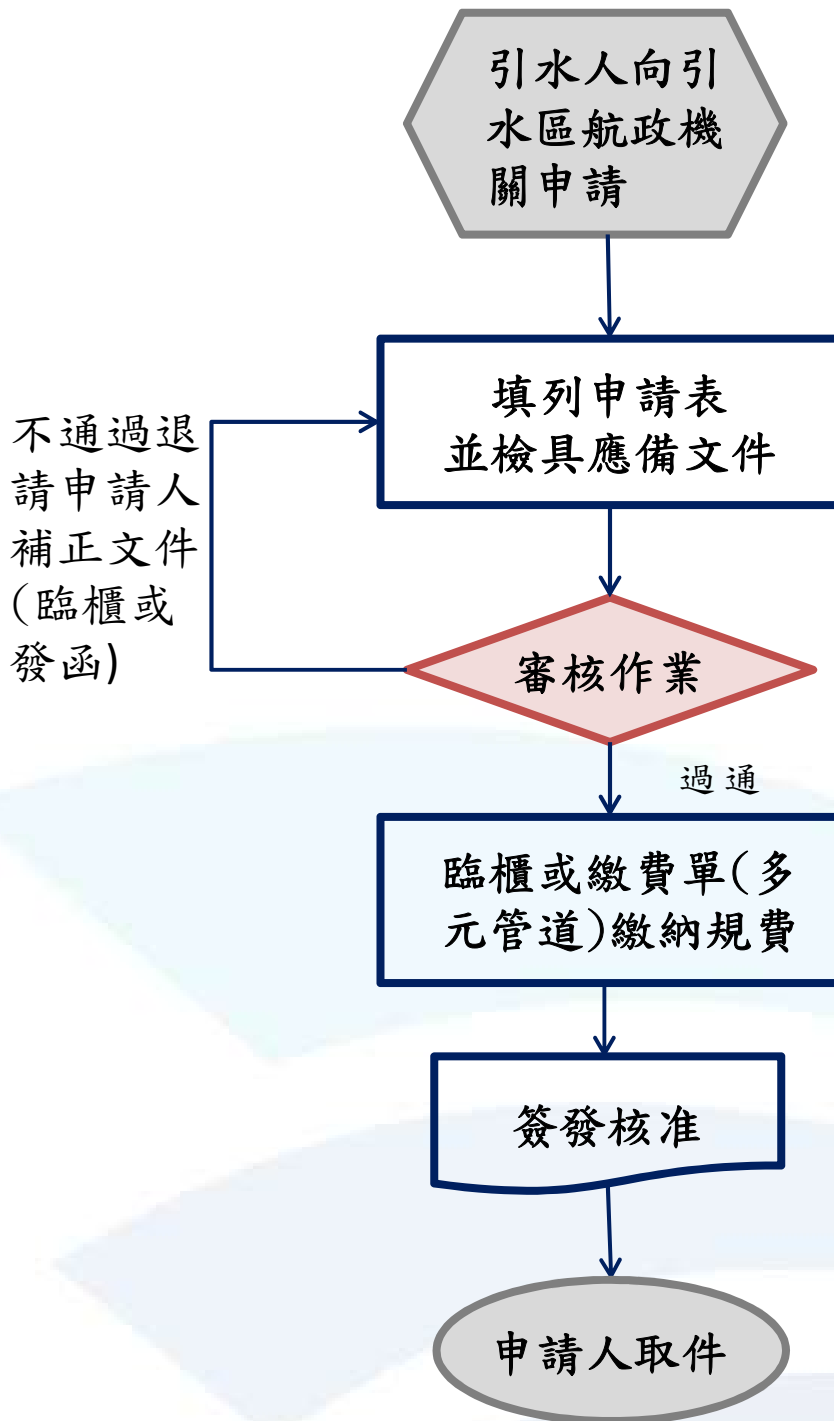 引水人向引
水區航政機
關申請
填列申請表
並檢具應備文件
不通過退
請申請人
補正文件
(臨櫃或
發函)
審核作業
過通
臨櫃或繳費單(多
元管道)繳納規費
簽發核准
申請人取件